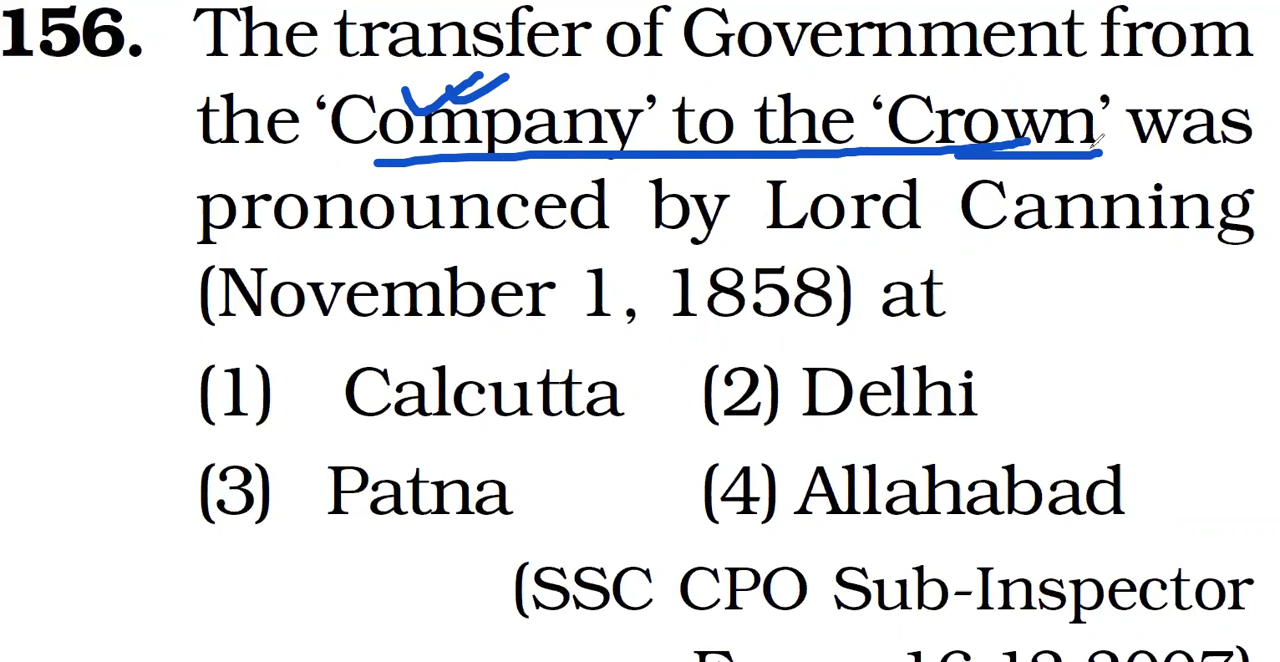 156. The transfer of Government from
the ‘Company’ to the ‘Crown’ was
pronounced by Lord Canning
(November 1, 1858) at
(1) Calcutta (2) Delhi
(3) Patna (4) Allahabad
(SSC CPO Sub-Inspector